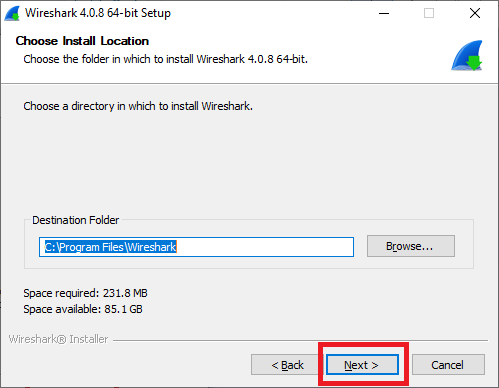 Wireshark 4.0.8 64-bit Setup
Choose Install Location
Choose the folder in which to install Wireshark 4.0.8 64-bit.
Choose a directory in which to install Wireshark.
Destination Folder
C:\Program Files\Wireshark
Browse...
Space required: 231.8 MB
Space available: 85.1 GB
Wireshark® Installer
< Back Next > Cancel